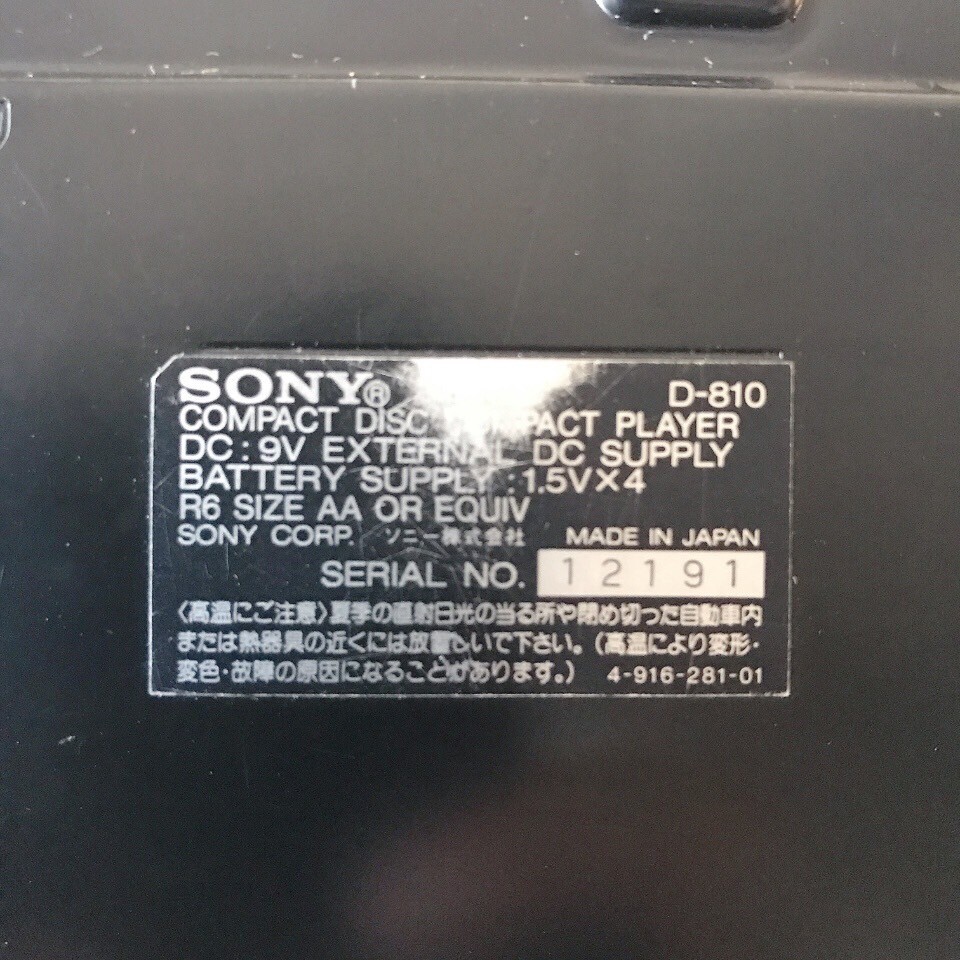 SONY® D-810
COMPACT DISC COMPACT PLAYER
DC : 9V EXTERNAL DC SUPPLY
BATTERY SUPPLY : 1.5V×4
R6 SIZE AA OR EQUIV
SONY CORP. ソニー株式会社 MADE IN JAPAN
SERIAL NO. 12191
〈高温にご注意〉夏季の直射日光の当る所や閉め切った自動車内
または熱器具の近くには放置しないで下さい。(高温により変形・
変色・故障の原因になることがあります。) 4-916-281-01